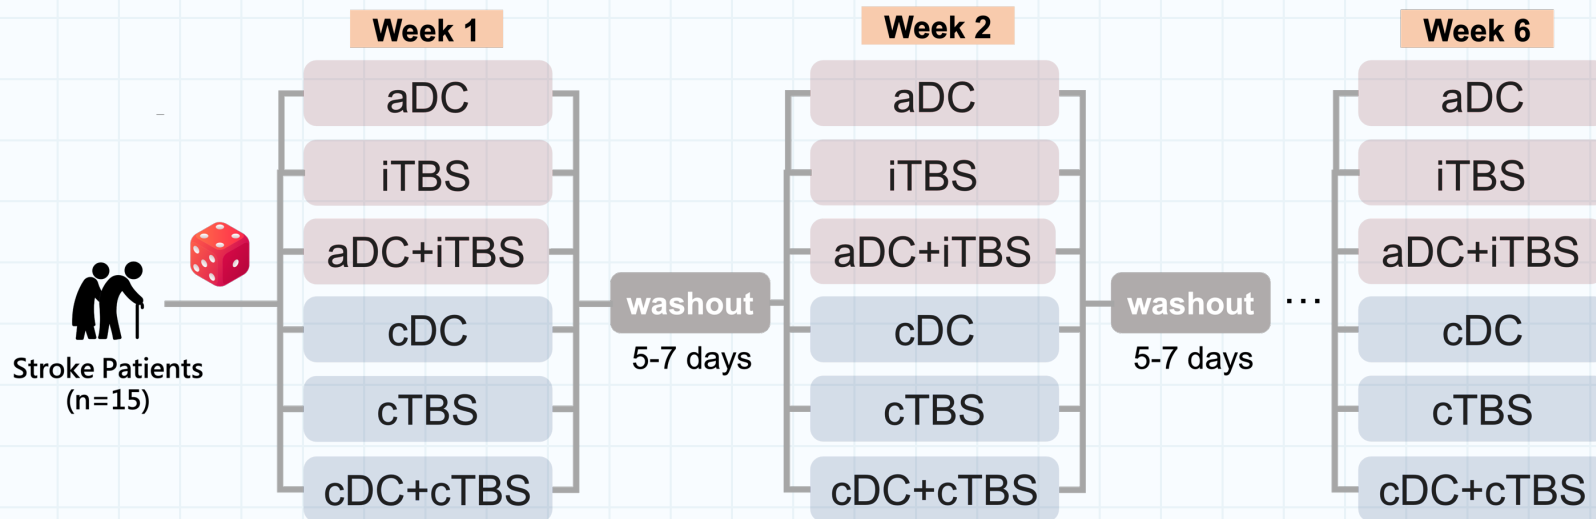 Week 1
Week 2
Week 6
aDC
aDC
aDC
iTBS
iTBS
iTBS
aDC+iTBS
aDC+iTBS
aDC+iTBS
washout
washout
...
cDC
cDC
cDC
5-7 days
5-7 days
Stroke Patients
(n=15)
cTBS
cTBS
cTBS
cDC+cTBS
cDC+cTBS
cDC+cTBS